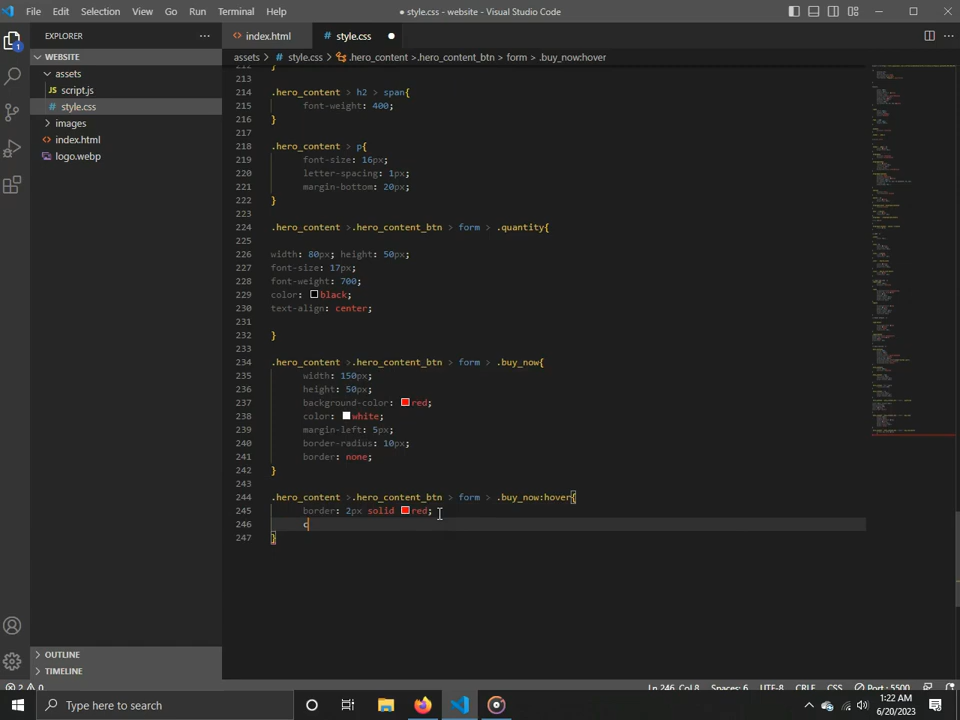 File Edit Selection View Go Run Terminal Help
style.css - website - Visual Studio Code
EXPLORER
WEBSITE
assets
script.js
style.css
images
index.html
logo.webp
OUTLINE
TIMELINE
index.html
style.css
assets > style.css > .hero_content >.hero_content_btn > form > .buy_now:hover
213
214 .hero_content > h2 > span{
215 font-weight: 400;
216 }
217
218 .hero_content > p{
219 font-size: 16px;
220 letter-spacing: 1px;
221 margin-bottom: 20px;
222 }
223
224 .hero_content >.hero_content_btn > form > .quantity{
225
226 width: 80px; height: 50px;
227 font-size: 17px;
228 font-weight: 700;
229 color: black;
230 text-align: center;
231
232 }
233
234 .hero_content >.hero_content_btn > form > .buy_now{
235 width: 150px;
236 height: 50px;
237 background-color: red;
238 color: white;
239 margin-left: 5px;
240 border-radius: 10px;
241 border: none;
242 }
243
244 .hero_content >.hero_content_btn > form > .buy_now:hover{
245 border: 2px solid red;
246 c
247 }
2 0
Ln 246, Col 8 Spaces: 6 UTF-8 CRLF CSS Port : 5500
Type here to search
1:22 AM
6/20/2023